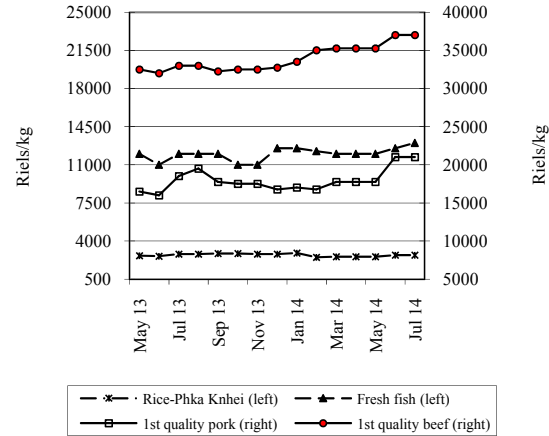 25000
21500
18000
14500
11000
7500
4000
500
Riels/kg
40000
35000
30000
25000
20000
15000
10000
5000
Riels/kg
May 13
Jul 13
Sep 13
Nov 13
Jan 14
Mar 14
May 14
Jul 14
Rice-Phka Knhei (left)
Fresh fish (left)
1st quality pork (right)
1st quality beef (right)